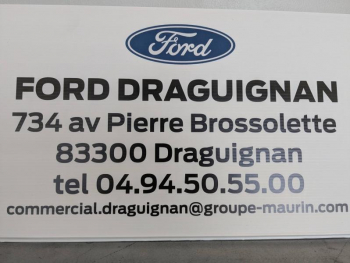 Ford
FORD DRAGUIGNAN
734 av Pierre Brossolette
83300 Draguignan
tel 04.94.50.55.00
commercial.draguignan@groupe-maurin.com